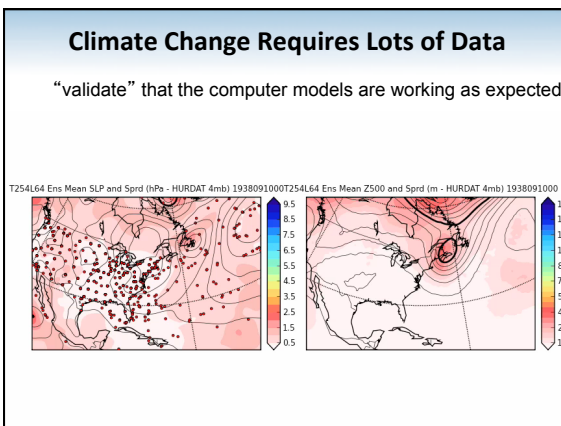 Climate Change Requires Lots of Data
“validate” that the computer models are working as expected
T254L64 Ens Mean SLP and Sprd (hPa - HURDAT 4mb) 1938091000
T254L64 Ens Mean Z500 and Sprd (m - HURDAT 4mb) 1938091000
9.5
8.5
7.5
6.5
5.5
4.5
3.5
2.5
1.5
0.5